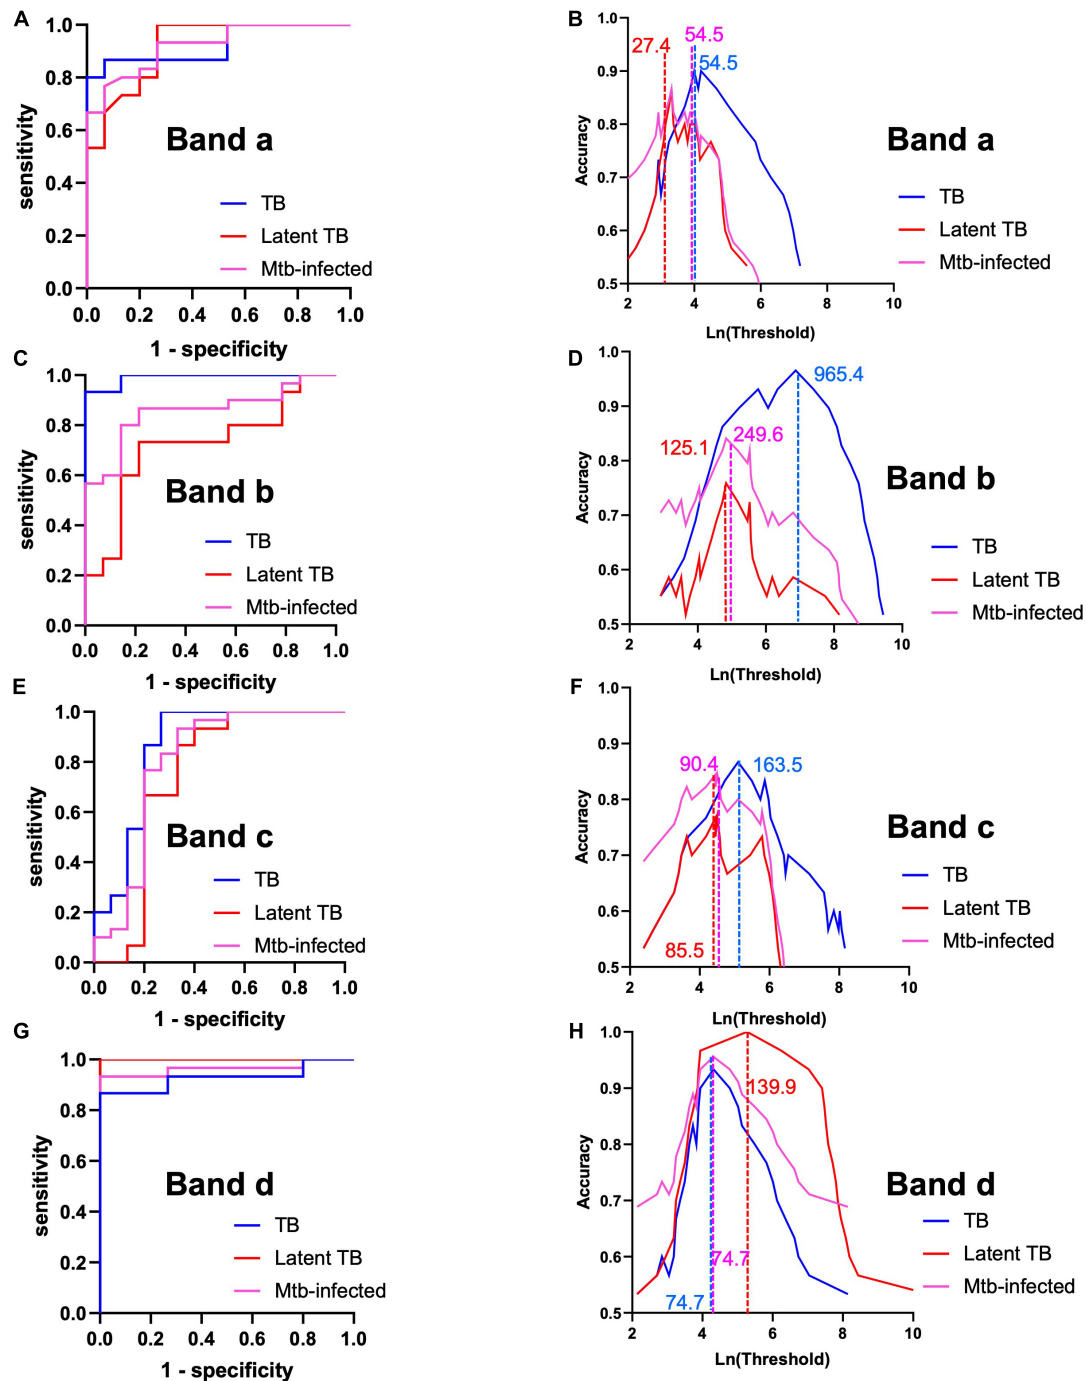 A
1.0
0.8
0.6
0.4
0.2
0.0
sensitivity
Band a
TB
Latent TB
Mtb-infected
0.0 0.2 0.4 0.6 0.8 1.0
1 - specificity
B
1.0
0.9
0.8
0.7
0.6
0.5
Accuracy
27.4
54.5
54.5
Band a
TB
Latent TB
Mtb-infected
2 4 6 8 10
Ln(Threshold)
C
1.0
0.8
0.6
0.4
0.2
0.0
sensitivity
Band b
TB
Latent TB
Mtb-infected
0.0 0.2 0.4 0.6 0.8 1.0
1 - specificity
D
1.0
0.9
0.8
0.7
0.6
0.5
Accuracy
125.1
249.6
965.4
Band b
TB
Latent TB
Mtb-infected
2 4 6 8 10
Ln(Threshold)
E
1.0
0.8
0.6
0.4
0.2
0.0
sensitivity
Band c
TB
Latent TB
Mtb-infected
0.0 0.2 0.4 0.6 0.8 1.0
1 - specificity
F
1.0
0.9
0.8
0.7
0.6
0.5
Accuracy
90.4
163.5
85.5
Band c
TB
Latent TB
Mtb-infected
2 4 6 8 10
Ln(Threshold)
G
1.0
0.8
0.6
0.4
0.2
0.0
sensitivity
Band d
TB
Latent TB
Mtb-infected
0.0 0.2 0.4 0.6 0.8 1.0
1 - specificity
H
1.0
0.9
0.8
0.7
0.6
0.5
Accuracy
139.9
74.7
74.7
Band d
TB
Latent TB
Mtb-infected
2 4 6 8 10
Ln(Threshold)